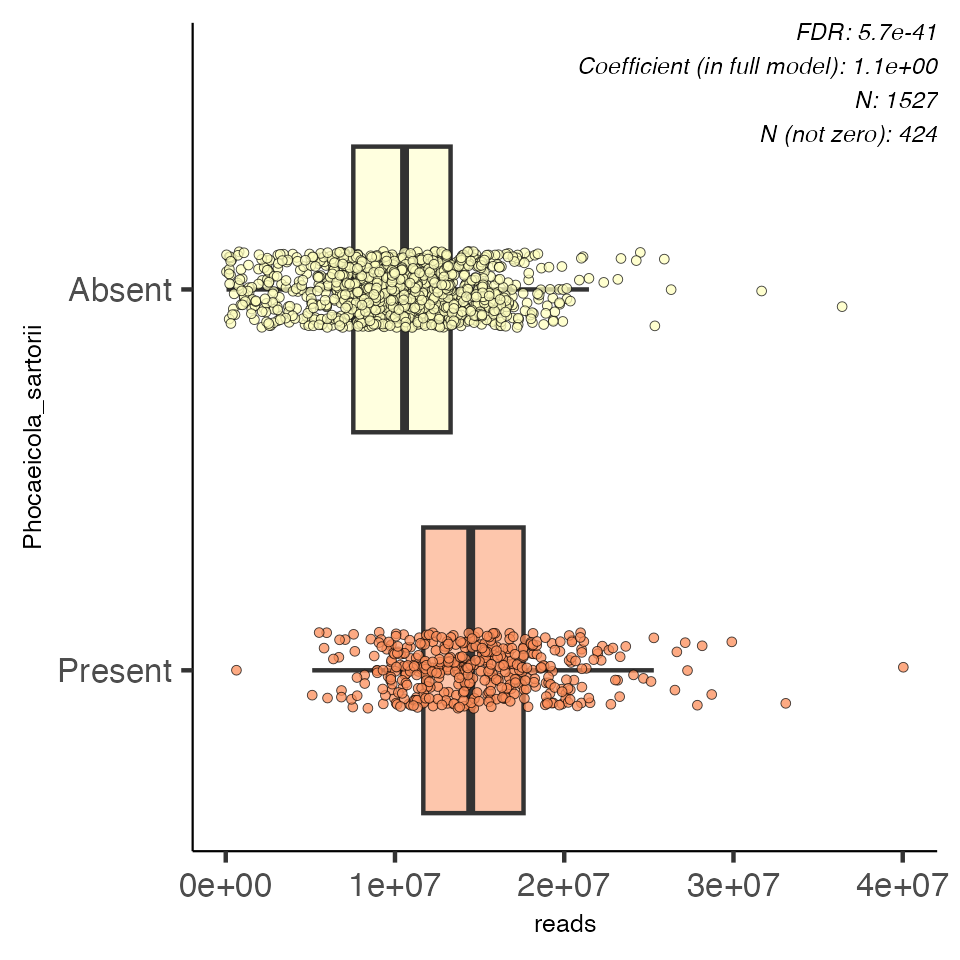 FDR: 5.7e-41
Coefficient (in full model): 1.1e+00
N: 1527
N (not zero): 424
Phocaeicola_sartorii
Absent
Present
0e+00 1e+07 2e+07 3e+07 4e+07
reads